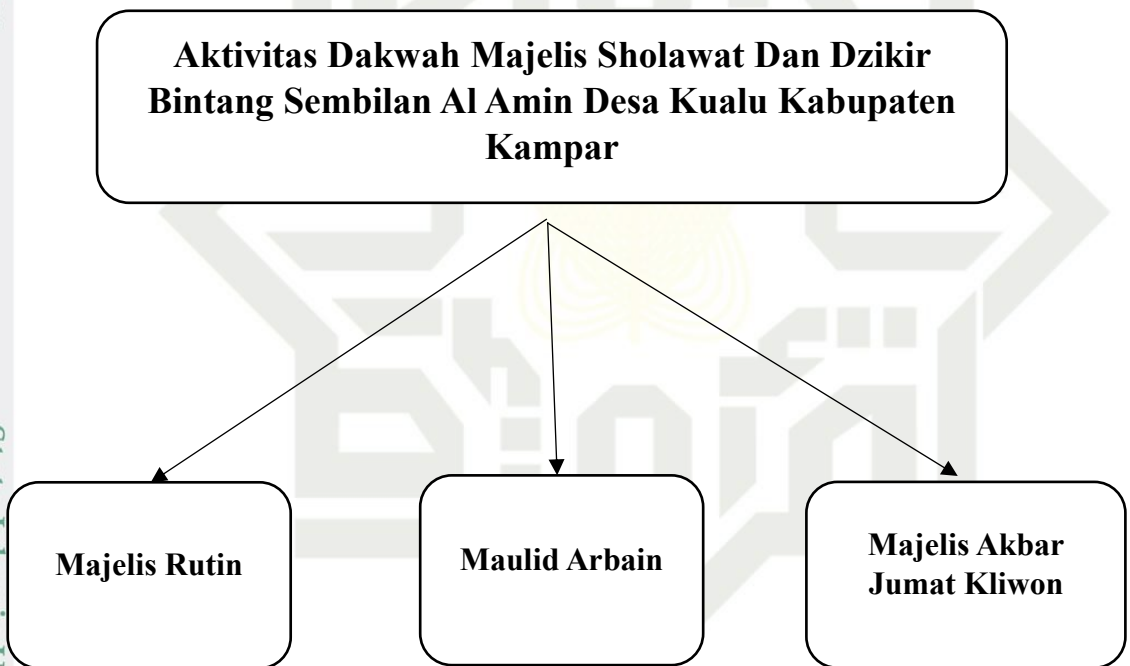 Aktivitas Dakwah Majelis Sholawat Dan Dzikir
Bintang Sembilan Al Amin Desa Kualu Kabupaten
Kampar
Majelis Rutin
Maulid Arbain
Majelis Akbar
Jumat Kliwon